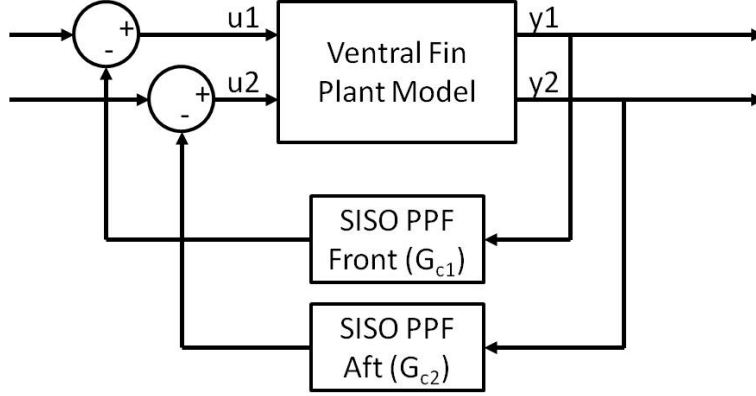 u1
u2
Ventral Fin
Plant Model
y1
y2
+
-
+
-
SISO PPF
Front (Gc1)
SISO PPF
Aft (Gc2)